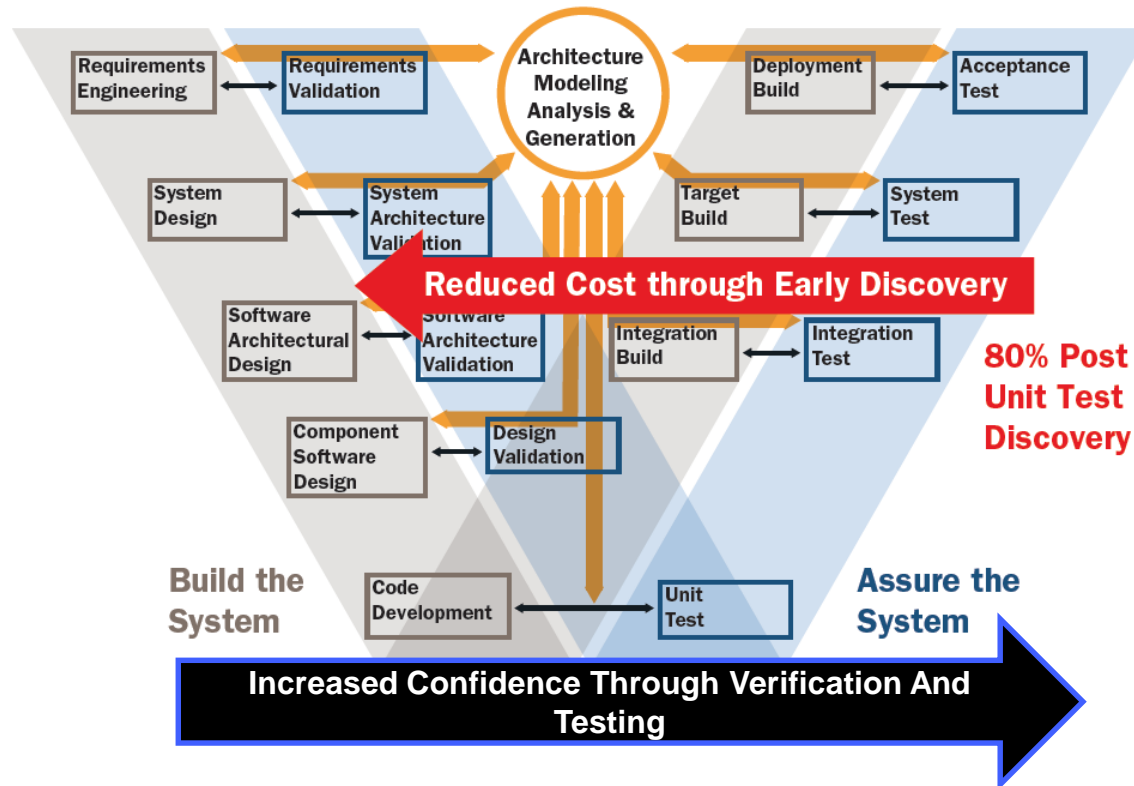 Architecture
Modeling
Analysis &
Generation
Requirements
Engineering
Requirements
Validation
Deployment
Build
Acceptance
Test
System
Design
System
Architecture
Validation
Target
Build
System
Test
Reduced Cost through Early Discovery
Software
Architectural
Design
Software
Architecture
Validation
Integration
Build
Integration
Test
80% Post
Unit Test
Discovery
Component
Software
Design
Design
Validation
Build the
System
Code
Development
Unit
Test
Assure the
System
Increased Confidence Through Verification And
Testing